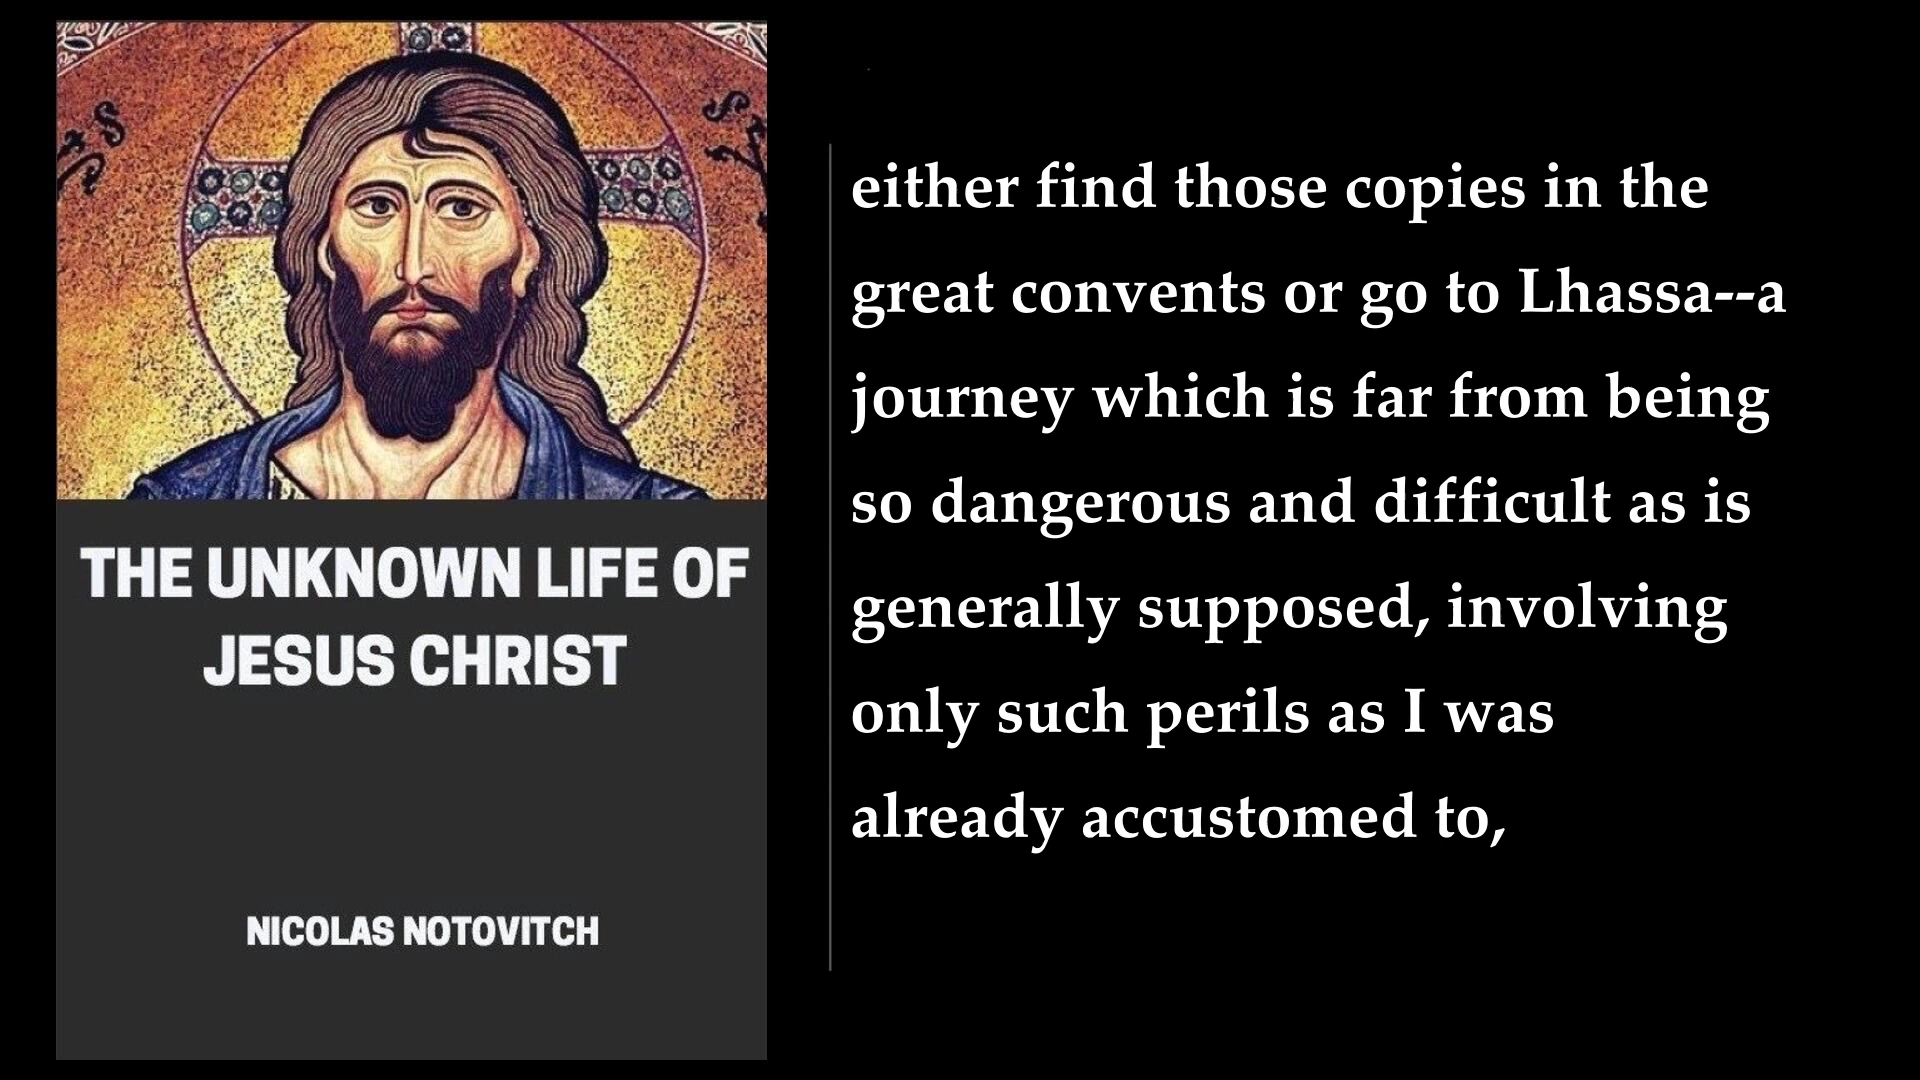 THE UNKNOWN LIFE OF
JESUS CHRIST
NICOLAS NOTOVITCH
either find those copies in the
great convents or go to Lhassa--a
journey which is far from being
so dangerous and difficult as is
generally supposed, involving
only such perils as I was
already accustomed to,